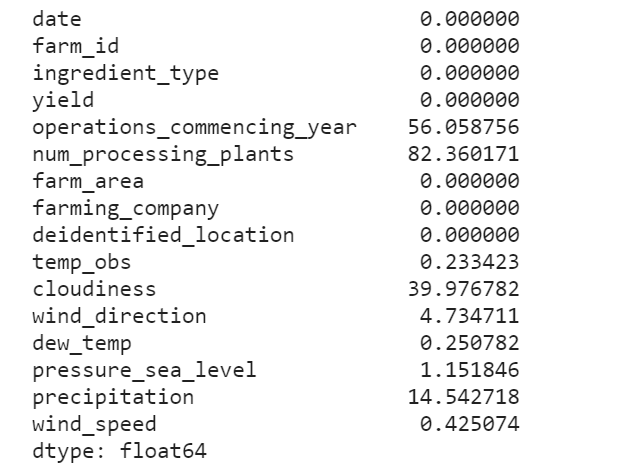 date 0.000000
farm_id 0.000000
ingredient_type 0.000000
yield 0.000000
operations_commencing_year 56.058756
num_processing_plants 82.360171
farm_area 0.000000
farming_company 0.000000
deidentified_location 0.000000
temp_obs 0.233423
cloudiness 39.976782
wind_direction 4.734711
dew_temp 0.250782
pressure_sea_level 1.151846
precipitation 14.542718
wind_speed 0.425074
dtype: float64